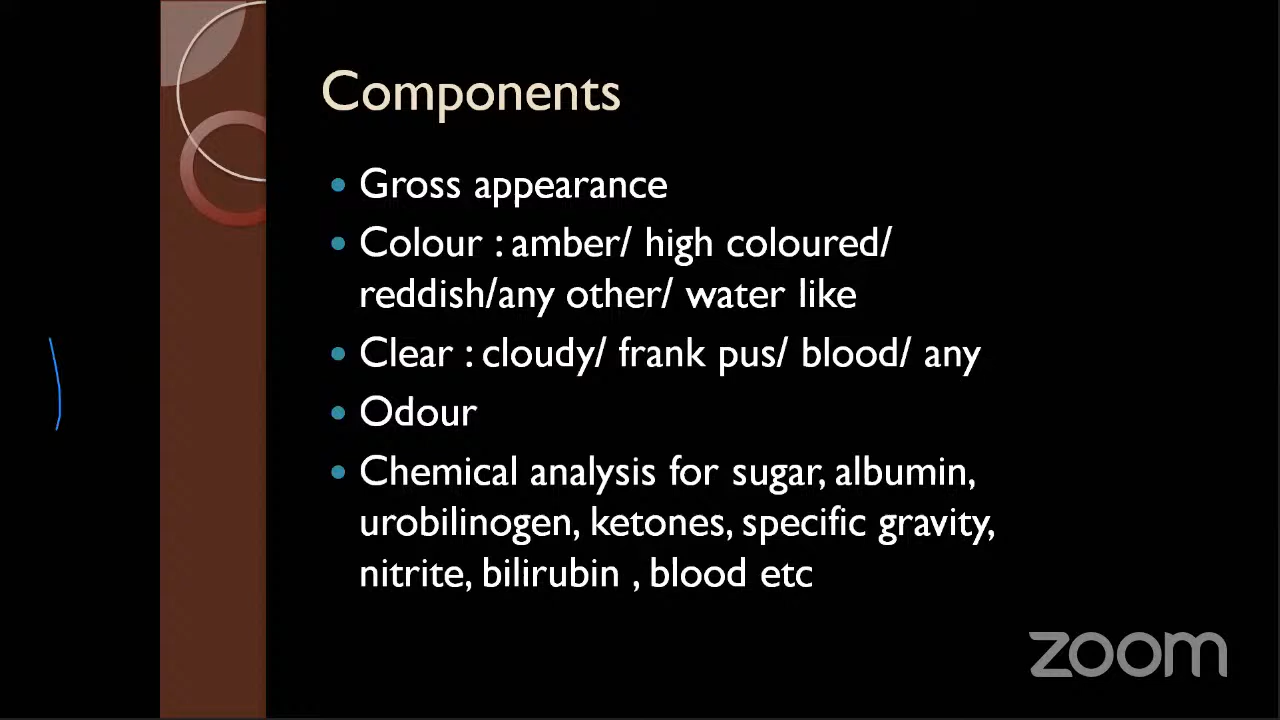 Components
Gross appearance
Colour : amber/ high coloured/
reddish/any other/ water like
Clear : cloudy/ frank pus/ blood/ any
Odour
Chemical analysis for sugar, albumin,
urobilinogen, ketones, specific gravity,
nitrite, bilirubin , blood etc
zoom